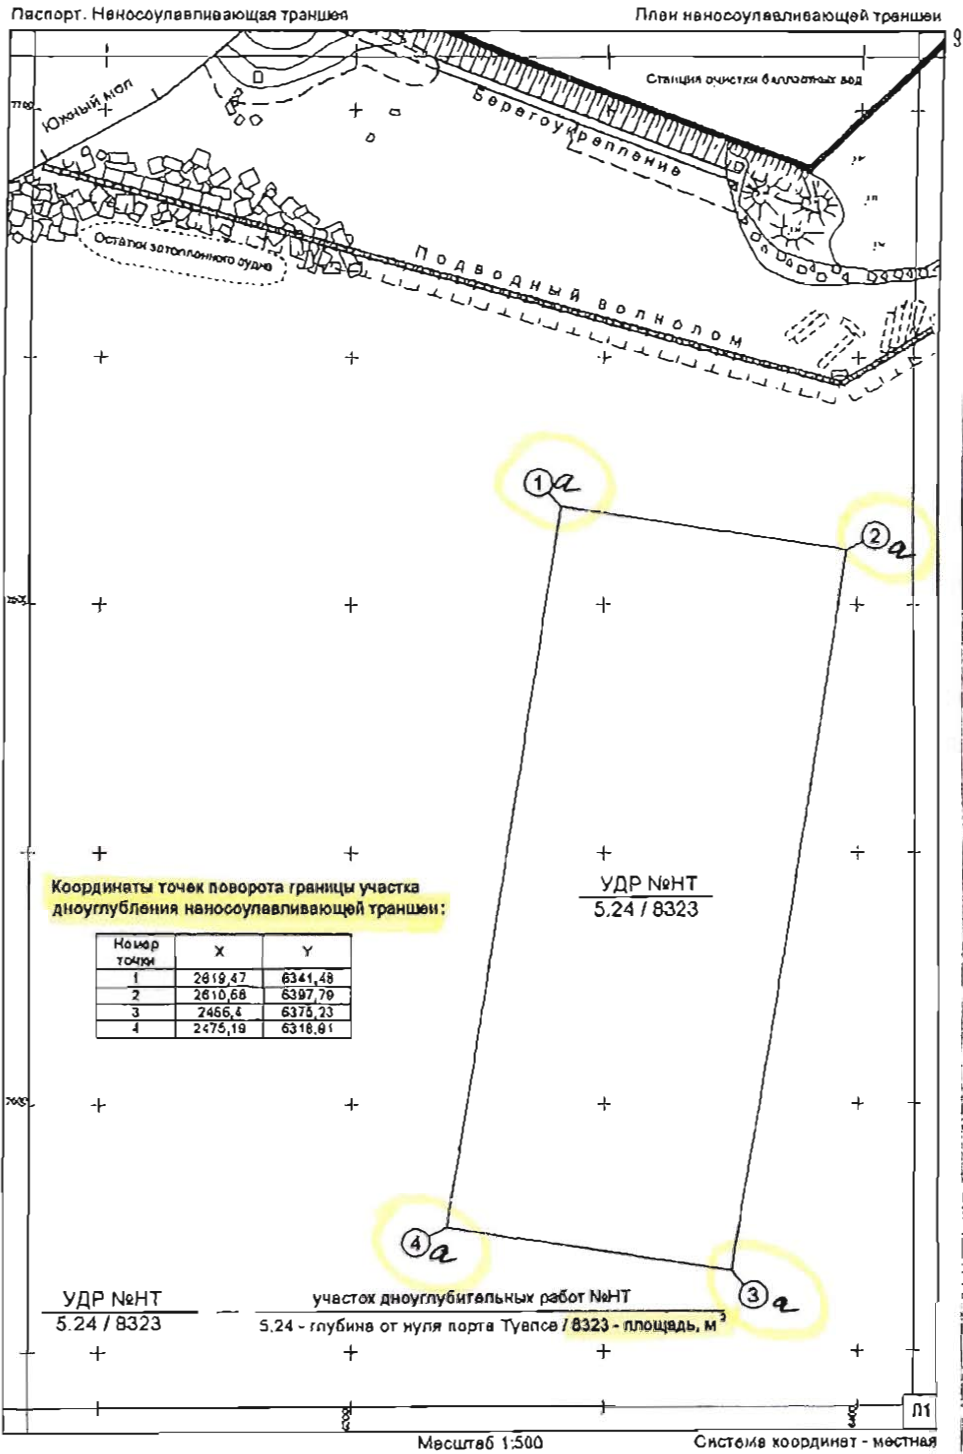 Паспорт. Наносоулавливающая траншея
План наносоулавливающей траншеи
9
Станция очистки балластных вод
Южный мол
Берегоукрепление
Остатки затопленного судна
Подводный волнолом
1 а
2 а
УДР №НТ
5.24 / 8323
Координаты точек поворота границы участка
дноуглубления наносоулавливающей траншеи:
Номер точки X Y
1 2619,47 6341,48
2 2610,68 6397,79
3 2466,4 6375,23
4 2475,19 6318,91
4 а
3 а
УДР №НТ
5.24 / 8323
— участок дноуглубительных работ №НТ
5.24 - глубина от нуля порта Туапсе / 8323 - площадь, м²
Л1
Масштаб 1:500
Система координат - местная